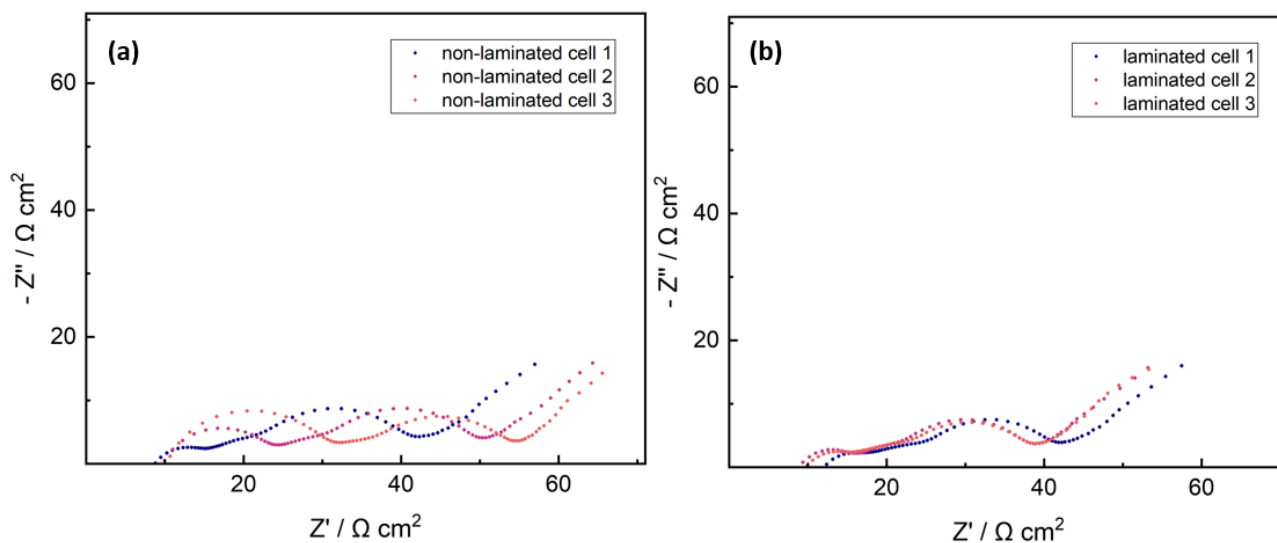 (a)
non-laminated cell 1
non-laminated cell 2
non-laminated cell 3
60
40
20
- Z'' / Ω cm²
20 40 60
Z' / Ω cm²
(b)
laminated cell 1
laminated cell 2
laminated cell 3
60
40
20
- Z'' / Ω cm²
20 40 60
Z' / Ω cm²